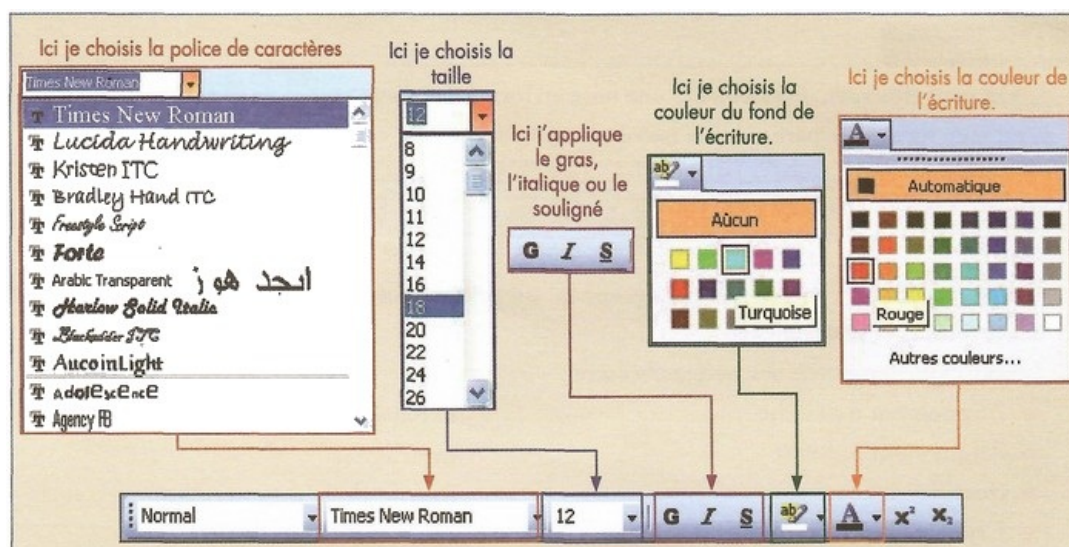 Ici je choisis la police de caractères
Times New Roman
Times New Roman
Lucida Handwriting
Kristen ITC
Bradley Hand ITC
Freestyle Script
Forte
Arabic Transparent ابجد هوز
Harlow Solid Italic
Blackadder ITC
AucoinLight
Adolescence
Agency FB
Ici je choisis la
taille
12
8
9
10
11
12
14
16
18
20
22
24
26
Ici j'applique
le gras,
l'italique ou le
souligné
G I S
Ici je choisis la
couleur du fond de
l'écriture.
ab
Aùcun
Turquoise
Ici je choisis la couleur de
l'écriture.
A
Automatique
Rouge
Autres couleurs...
Normal Times New Roman 12 G I S ab A x² x₂